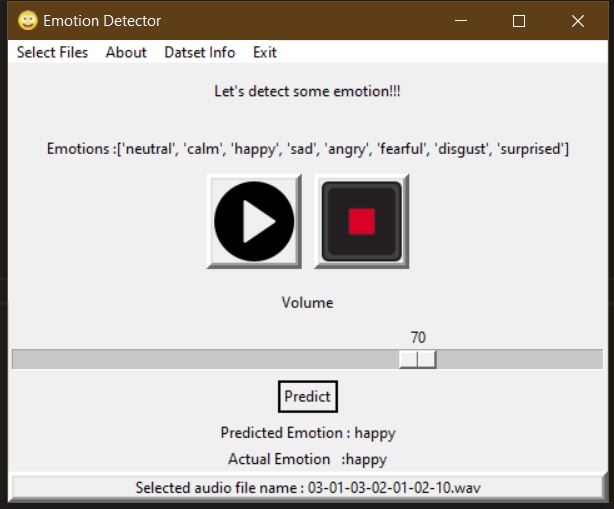 Emotion Detector
Select Files About Datset Info Exit
Let's detect some emotion!!!
Emotions :['neutral', 'calm', 'happy', 'sad', 'angry', 'fearful', 'disgust', 'surprised']
Volume
70
Predict
Predicted Emotion : happy
Actual Emotion :happy
Selected audio file name : 03-01-03-02-01-02-10.wav